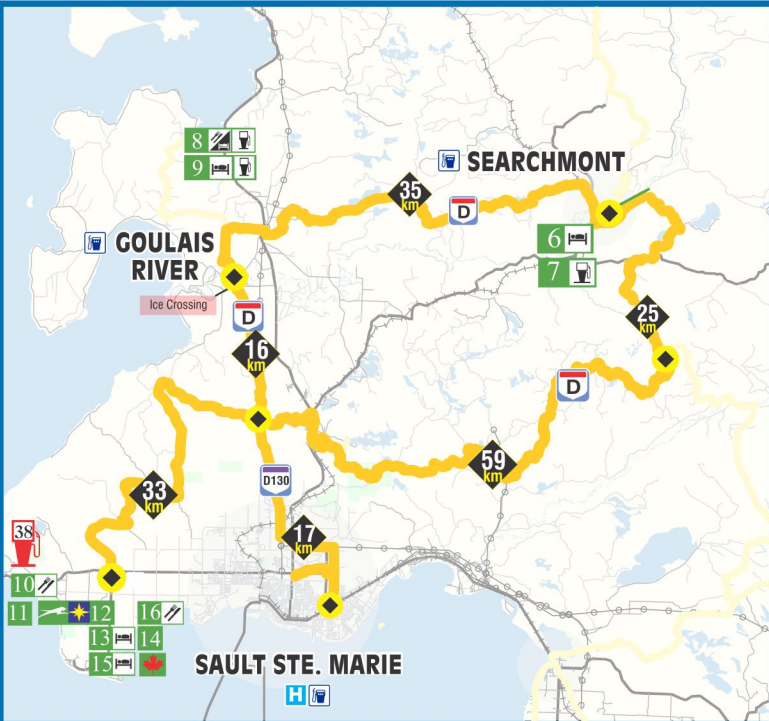 8
9
SEARCHMONT
35
km
D
6
7
GOULAIS
RIVER
Ice Crossing
D
25
km
16
km
D
59
km
33
km
D130
17
km
38
10
11
12
16
13
14
15
SAULT STE. MARIE
H